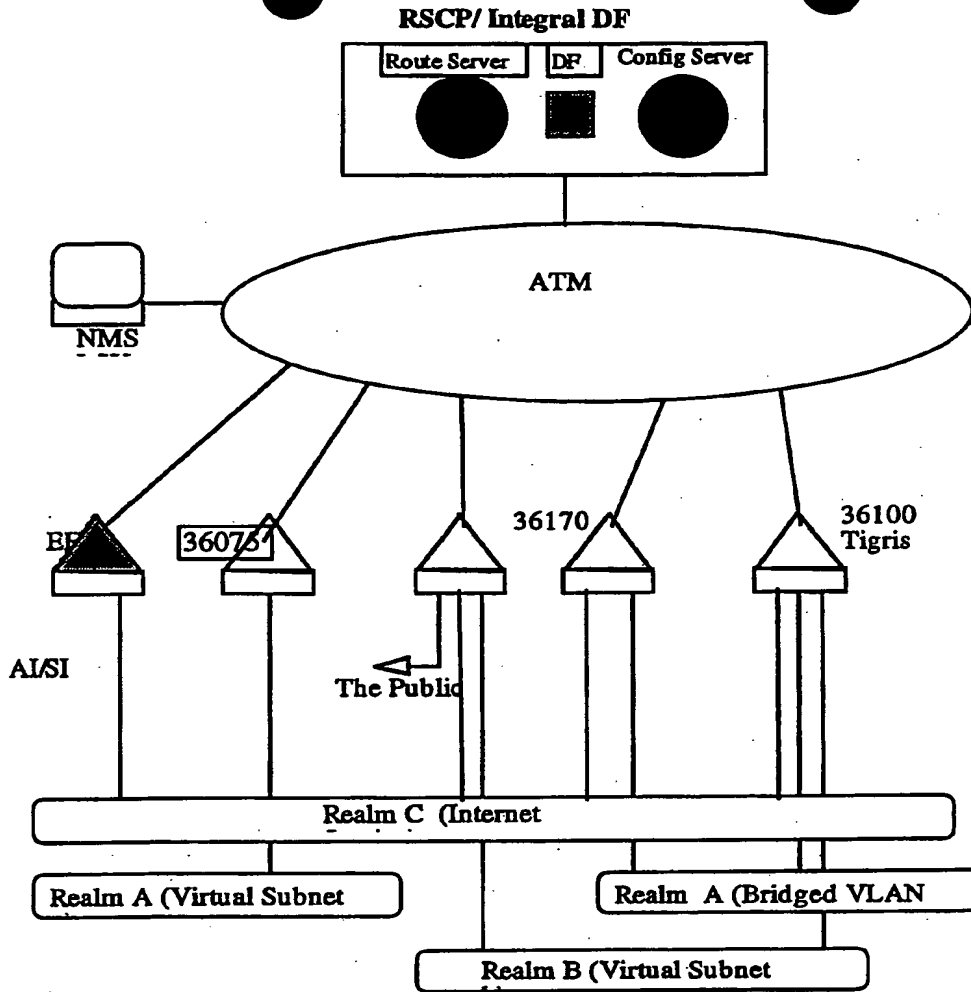 RSCP/ Integral DF
Route Server
DF
Config Server
ATM
NMS
36075
36170
36100
Tigris
AI/SI
The Public
Realm C (Internet
Realm A (Virtual Subnet
Realm A (Bridged VLAN
Realm B (Virtual Subnet